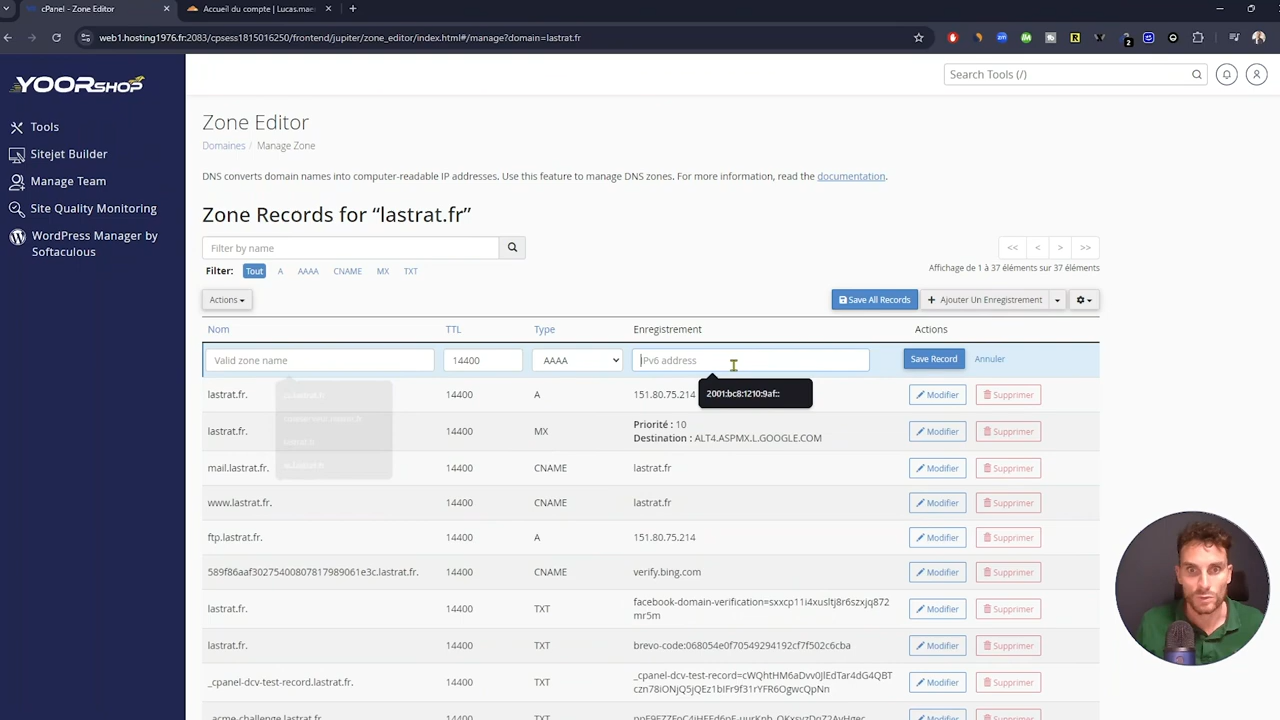 cPanel - Zone Editor
Accueil du compte | Lucas.maes
web1.hosting1976.fr:2083/cpsess1815016250/frontend/jupiter/zone_editor/index.html#/manage?domain=lastrat.fr
2
YOORSHOP
Search Tools (/)
Tools
Sitejet Builder
Manage Team
Site Quality Monitoring
WordPress Manager by
Softaculous
Zone Editor
Domaines / Manage Zone
DNS converts domain names into computer-readable IP addresses. Use this feature to manage DNS zones. For more information, read the documentation.
Zone Records for “lastrat.fr”
Filter by name
<< < > >>
Filter: Tout A AAAA CNAME MX TXT
Affichage de 1 à 37 éléments sur 37 éléments
Actions
Save All Records
+ Ajouter Un Enregistrement
Nom TTL Type Enregistrement Actions
Valid zone name 14400 AAAA IPv6 address Save Record Annuler
2001:bc8:1210:9af::
lastrat.fr. 14400 A 151.80.75.214 Modifier Supprimer
lastrat.fr. 14400 MX Priorité : 10 Modifier Supprimer
Destination : ALT4.ASPMX.L.GOOGLE.COM
mail.lastrat.fr. 14400 CNAME lastrat.fr Modifier Supprimer
www.lastrat.fr. 14400 CNAME lastrat.fr Modifier Supprimer
ftp.lastrat.fr. 14400 A 151.80.75.214 Modifier Supprimer
589f86aaf30275400807817989061e3c.lastrat.fr. 14400 CNAME verify.bing.com Modifier Supprimer
lastrat.fr. 14400 TXT facebook-domain-verification=sxxcp11i4xusltj8r6szxjq872 Modifier Supprimer
mr5m
lastrat.fr. 14400 TXT brevo-code:068054e0f70549294192cf7f502c6cba Modifier Supprimer
_cpanel-dcv-test-record.lastrat.fr. 14400 TXT _cpanel-dcv-test-record=cWQhtHM6aDvv0JlEdTar4dG4QBT Modifier Supprimer
czn78iONJQ5jQEz1bIFr9f31rYFR6OgwcQpNn
_acme-challenge.lastrat.fr. 14400 TXT Modifier Supprimer